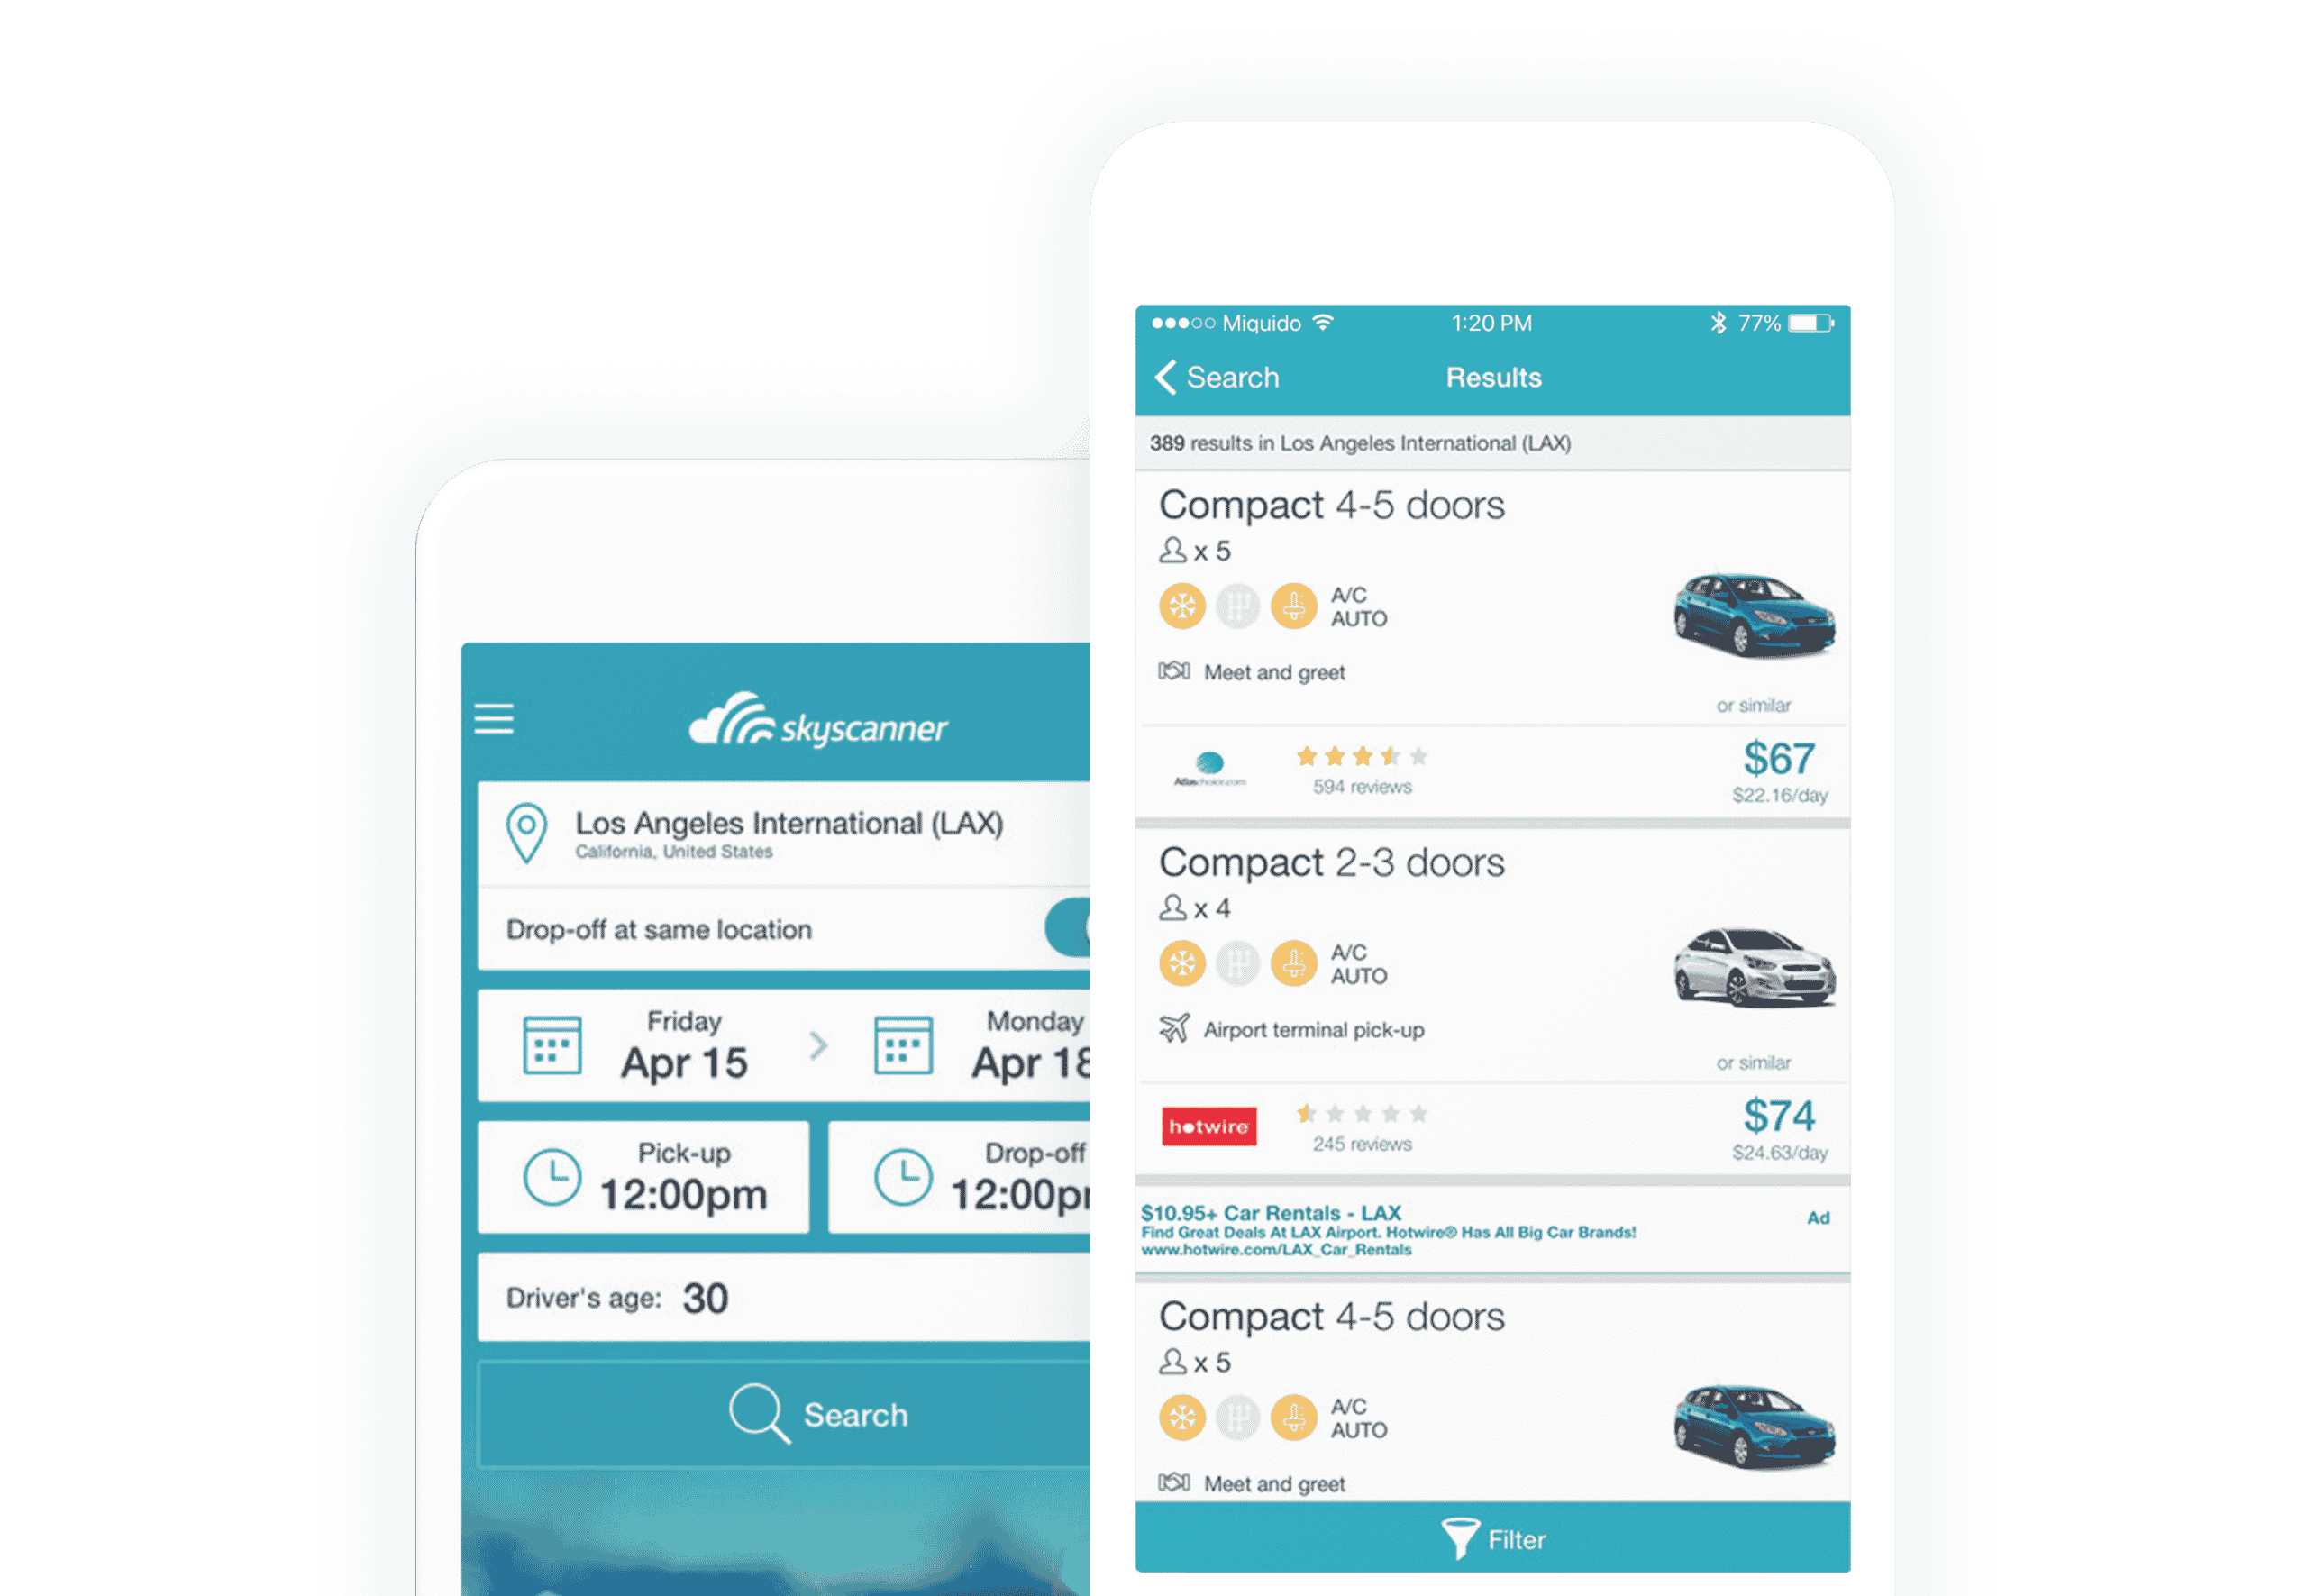 skyscanner
Los Angeles International (LAX)
California, United States
Drop-off at same location
Friday
Apr 15
Monday
Apr 18
Pick-up
12:00pm
Drop-off
Driver's age: 30
Search
Miquido 1:20 PM 77%
Search Results
389 results in Los Angeles International (LAX)
Compact 4-5 doors
x 5
A/C
AUTO
Meet and greet
or similar
Atlaschoice.com
594 reviews
$67
$22.16/day
Compact 2-3 doors
x 4
A/C
AUTO
Airport terminal pick-up
or similar
hotwire
245 reviews
$74
$24.63/day
$10.95+ Car Rentals - LAX Ad
Find Great Deals At LAX Airport. Hotwire® Has All Big Car Brands!
www.hotwire.com/LAX_Car_Rentals
Compact 4-5 doors
x 5
A/C
AUTO
Meet and greet
Filter